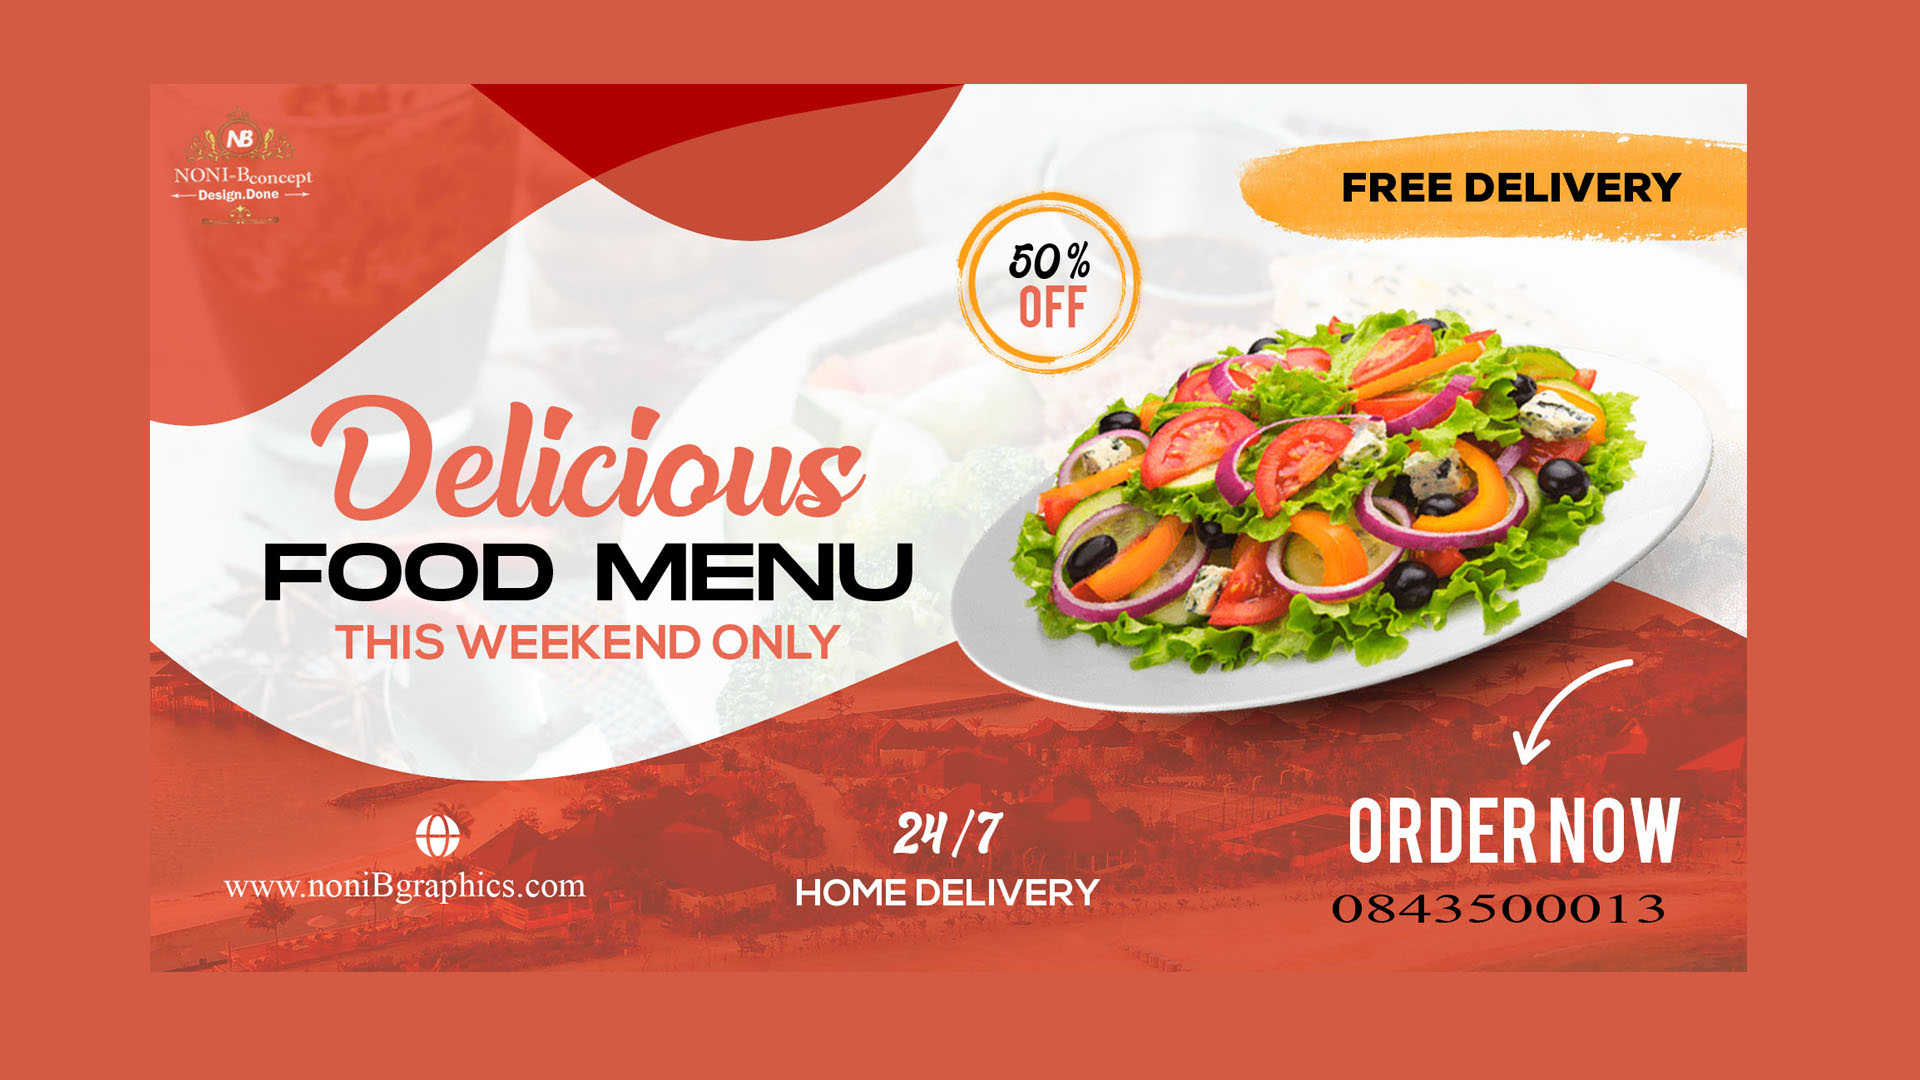 NB
NONI-Bconcept
Design.Done
FREE DELIVERY
50%
OFF
Delicious
FOOD MENU
THIS WEEKEND ONLY
www.noniBgraphics.com
24/7
HOME DELIVERY
ORDER NOW
0843500013